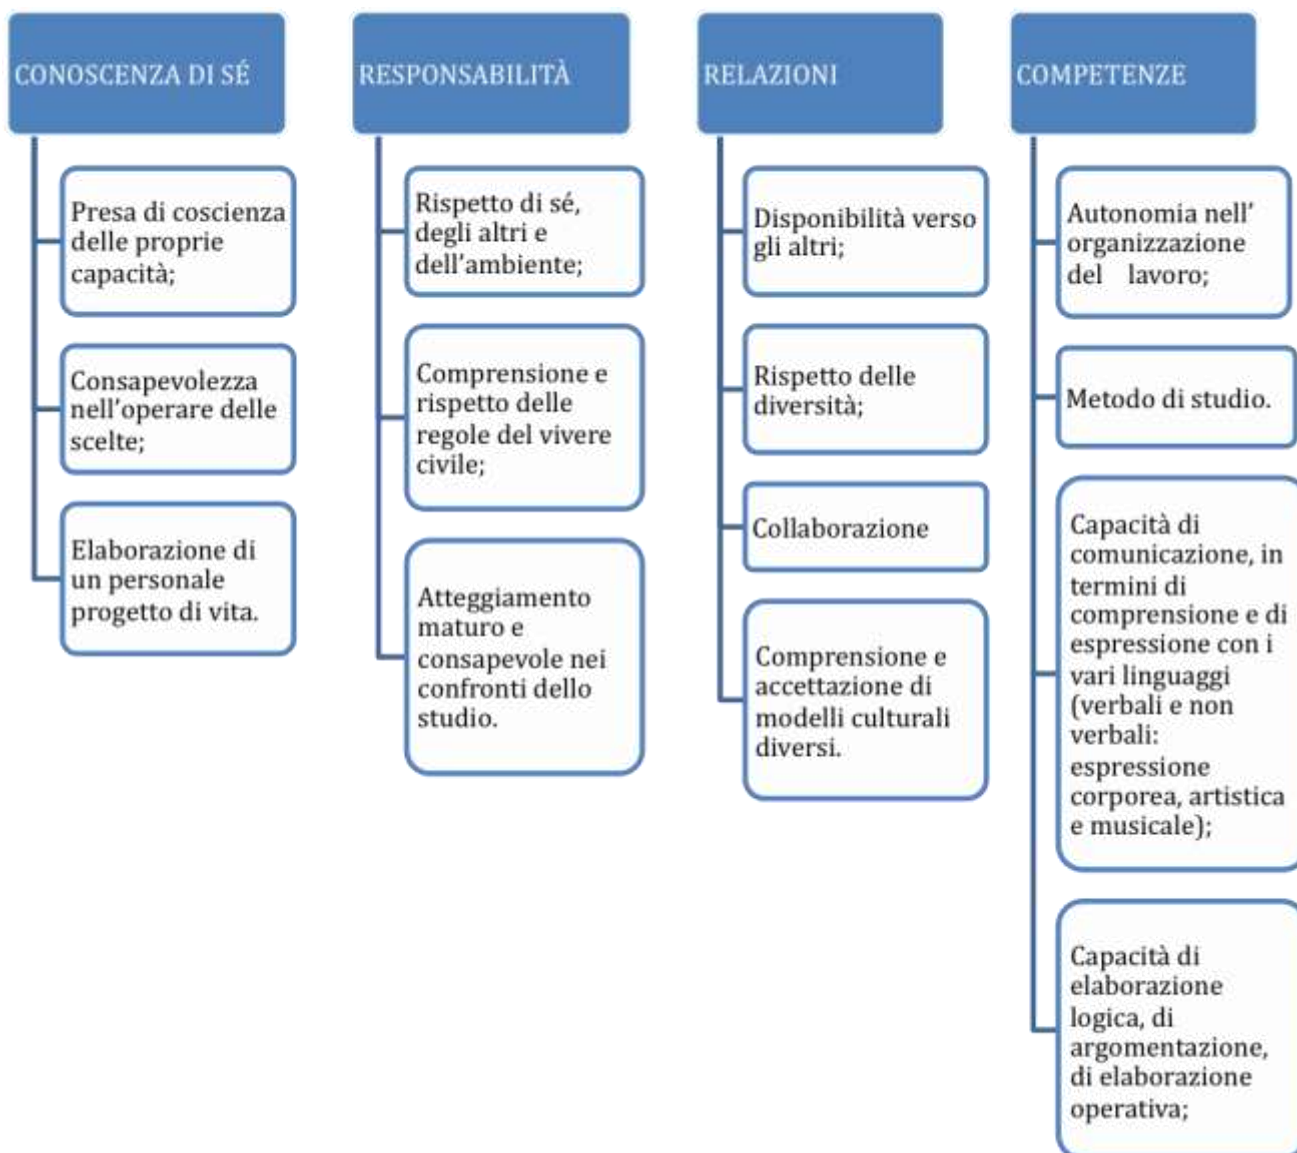 CONOSCENZA DI SÉ
Presa di coscienza
delle proprie
capacità;
Consapevolezza
nell'operare delle
scelte;
Elaborazione di
un personale
progetto di vita.
RESPONSABILITÀ
Rispetto di sé,
degli altri e
dell'ambiente;
Comprensione e
rispetto delle
regole del vivere
civile;
Atteggiamento
maturo e
consapevole nei
confronti dello
studio.
RELAZIONI
Disponibilità verso
gli altri;
Rispetto delle
diversità;
Collaborazione
Comprensione e
accettazione di
modelli culturali
diversi.
COMPETENZE
Autonomia nell'
organizzazione
del lavoro;
Metodo di studio.
Capacità di
comunicazione, in
termini di
comprensione e di
espressione con i
vari linguaggi
(verbali e non
verbali:
espressione
corporea, artistica
e musicale);
Capacità di
elaborazione
logica, di
argomentazione,
di elaborazione
operativa;